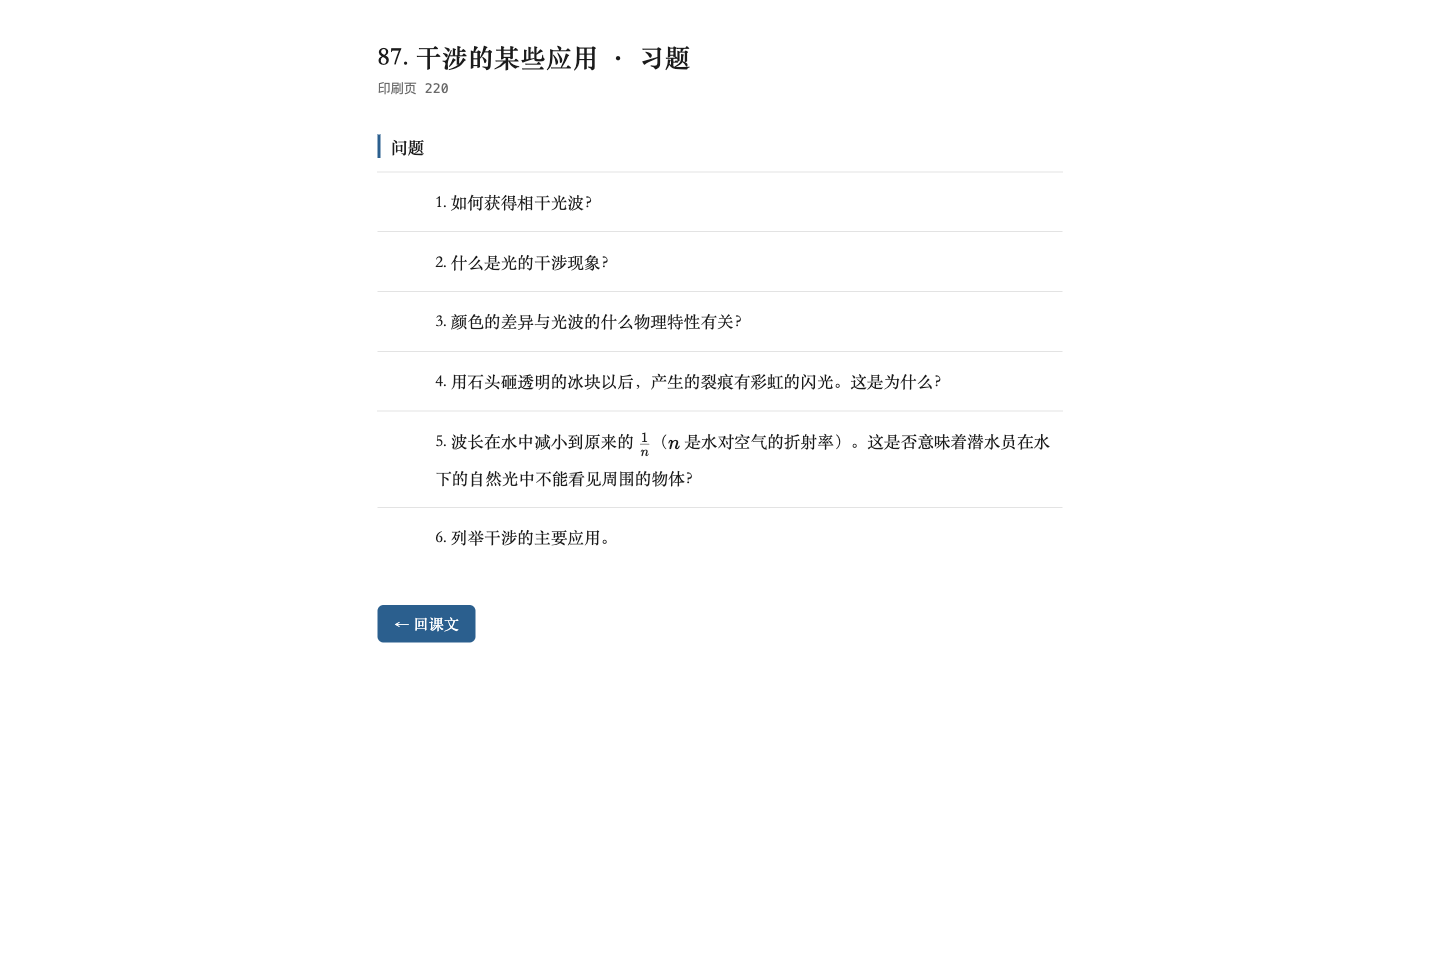 87. 干涉的某些应用 · 习题
印刷页 220
问题
1. 如何获得相干光波?
2. 什么是光的干涉现象?
3. 颜色的差异与光波的什么物理特性有关?
4. 用石头砸透明的冰块以后，产生的裂痕有彩虹的闪光。这是为什么?
5. 波长在水中减小到原来的 1/n（n 是水对空气的折射率）。这是否意味着潜水员在水
下的自然光中不能看见周围的物体?
6. 列举干涉的主要应用。
← 回课文